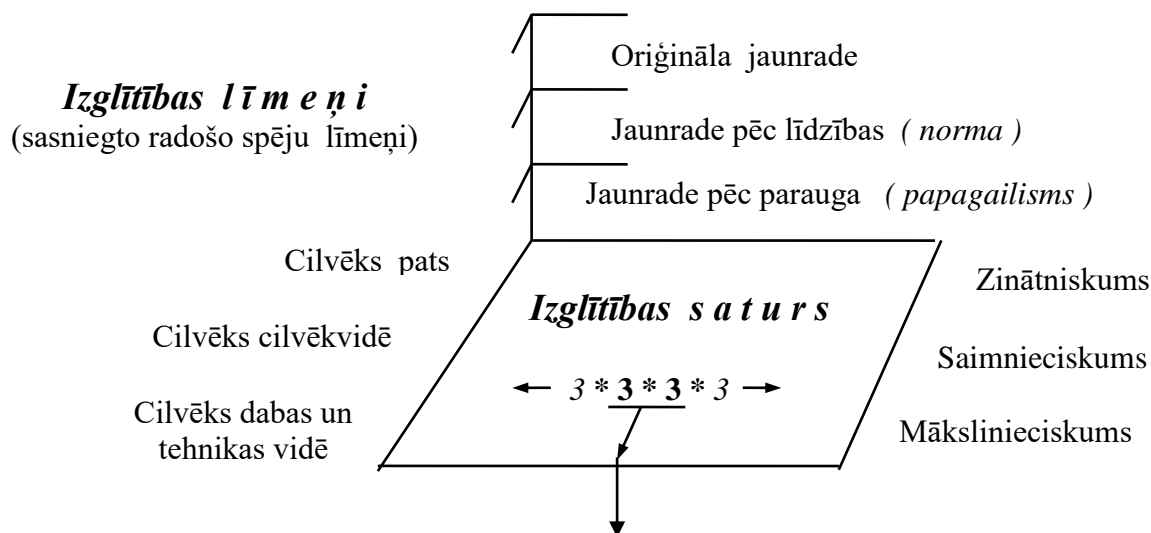 Oriģināla jaunrade
Izglītības l ī m e ņ i
(sasniegto radošo spēju līmeņi)
Jaunrade pēc līdzības ( norma )
Jaunrade pēc parauga ( papagailisms )
Cilvēks pats
Zinātniskums
Izglītības s a t u r s
Cilvēks cilvēkvidē
Saimnieciskums
3 * 3 * 3 * 3
Cilvēks dabas un
tehnikas vidē
Mākslinieciskums